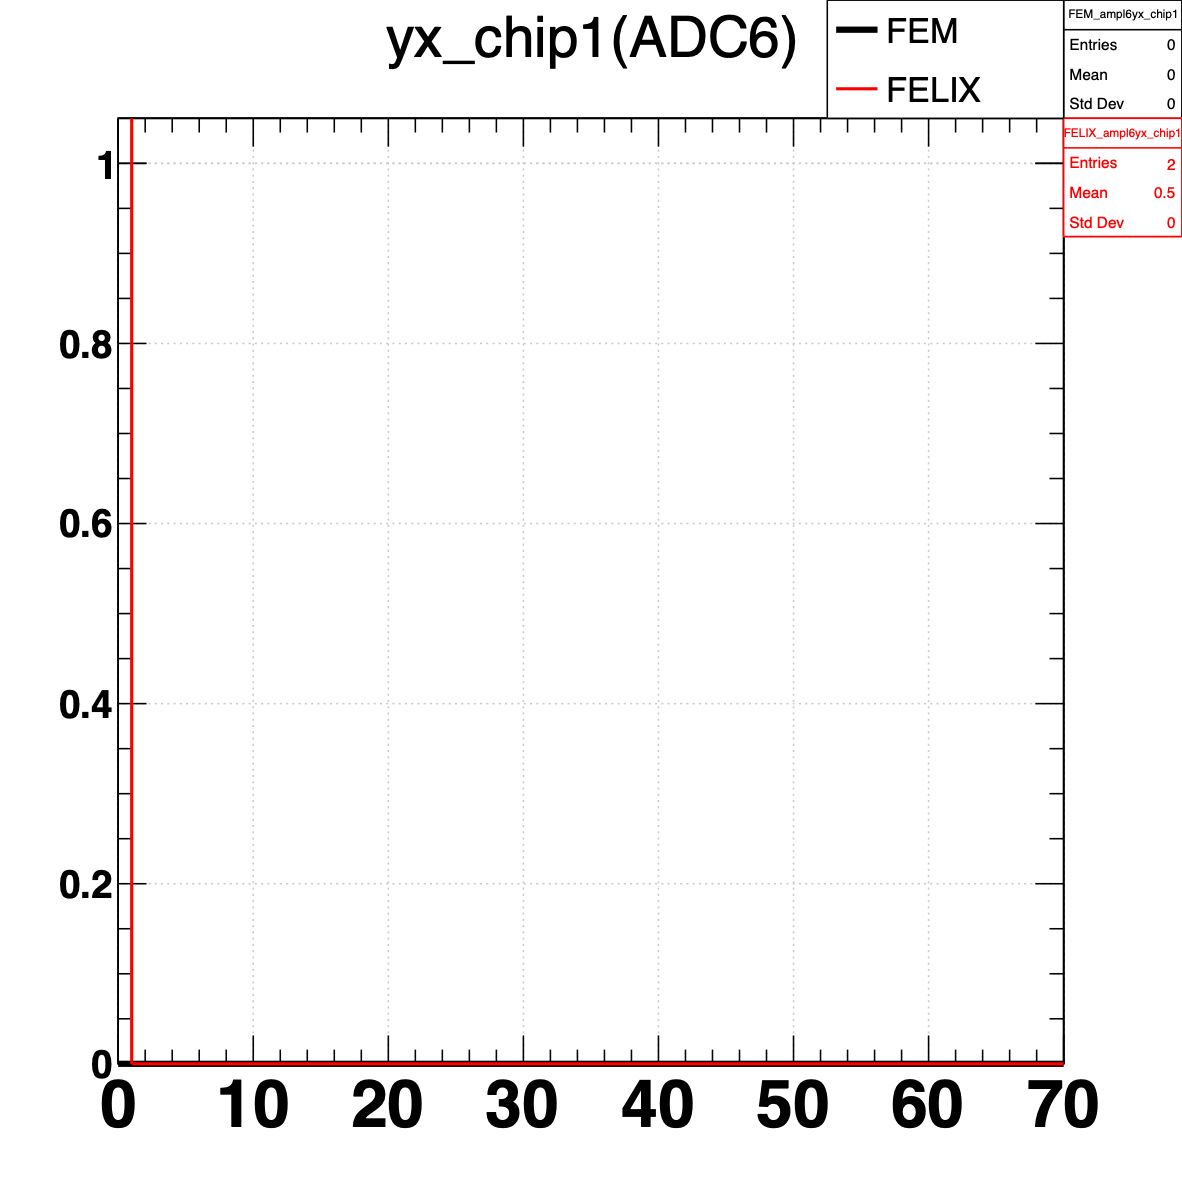 yx_chip1(ADC6)
FEM
FELIX
FEM_ampl6yx_chip1
Entries 0
Mean 0
Std Dev 0
FELIX_ampl6yx_chip1
Entries 2
Mean 0.5
Std Dev 0
1
0.8
0.6
0.4
0.2
0
0 10 20 30 40 50 60 70